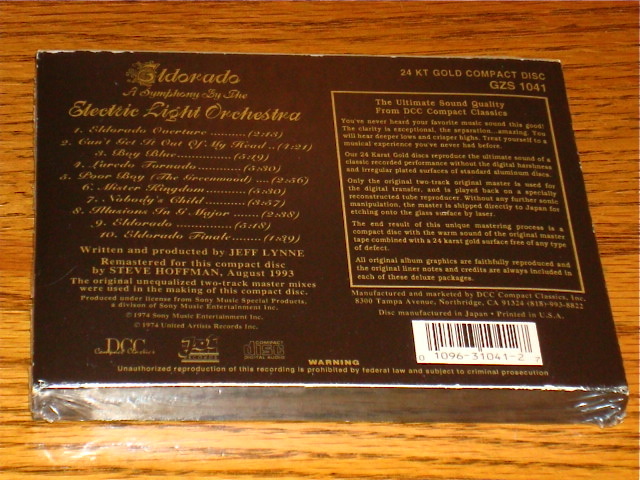 Eldorado
A Symphony By The
Electric Light Orchestra
1. Eldorado Overture ..........(2:13)
2. Can't Get It Out Of My Head ..(4:21)
3. Boy Blue...............(5:19)
4. Laredo Tornado...........(5:30)
5. Poor Boy (The Greenwood) ....(2:56)
6. Mister Kingdom...........(5:30)
7. Nobody's Child ..........(3:57)
8. Illusions In G Major .......(2:38)
9. Eldorado .......(5:18)
10. Eldorado Finale........(1:29)
Written and producted by JEFF LYNNE
Remastered for this compact disc
by STEVE HOFFMAN, August 1993
The original unequalized two-track master mixes
were used in the making of this compact disc.
Produced under license from Sony Music Special Products,
a division of Sony Music Entertainment Inc.
℗ 1974 Sony Music Entertainment Inc.
© 1974 United Artists Records Inc.
DCC
Compact Classics
COMPACT
disc
DIGITAL AUDIO
24 KT GOLD COMPACT DISC
GZS 1041
The Ultimate Sound Quality
From DCC Compact Classics
You've never heard your favorite music sound this good!
The clarity is exceptional, the separation...amazing. You
will hear deeper lows and crisper highs. Treat yourself to a
musical experience you've never had before.
Our 24 Karat Gold discs reproduce the ultimate sound of a
classic recorded performance without the digital harshness
and irregular plated surfaces of standard aluminum discs.
Only the original two-track original master is used for
the digital transfer, and is played back on a specially
reconstructed tube reproducer. Without any further sonic
manipulation, the master is shipped directly to Japan for
etching onto the glass surface by laser.
The end result of this unique mastering process is a
compact disc with the warm sound of the original master
tape combined with a 24 karat gold surface free of any type
of defect.
All original album graphics are faithfully reproduced and
the original liner notes and credits are always included in
each of these deluxe packages.
Manufactured and marketed by DCC Compact Classics, Inc.
8300 Tampa Avenue, Northridge, CA 91324 (818)-993-8822
Disc manufactured in Japan • Printed in U.S.A.
0 10963-1041-2 7
WARNING
Unauthorized reproduction of this recording is prohibited by federal law and subject to criminal prosecution